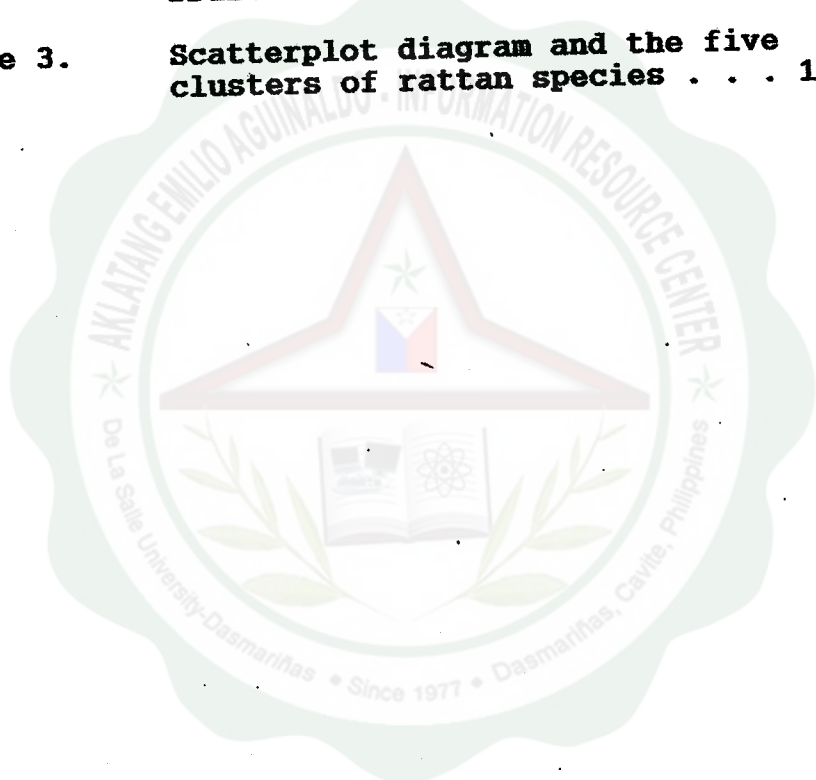 e 3. Scatterplot diagram and the five
clusters of rattan species . . . 1
AKLATANG EMILIO AGUINALDO - INFORMATION RESOURCE CENTER
De La Salle University-Dasmariñas • Since 1977 • Dasmariñas, Cavite, Philippines